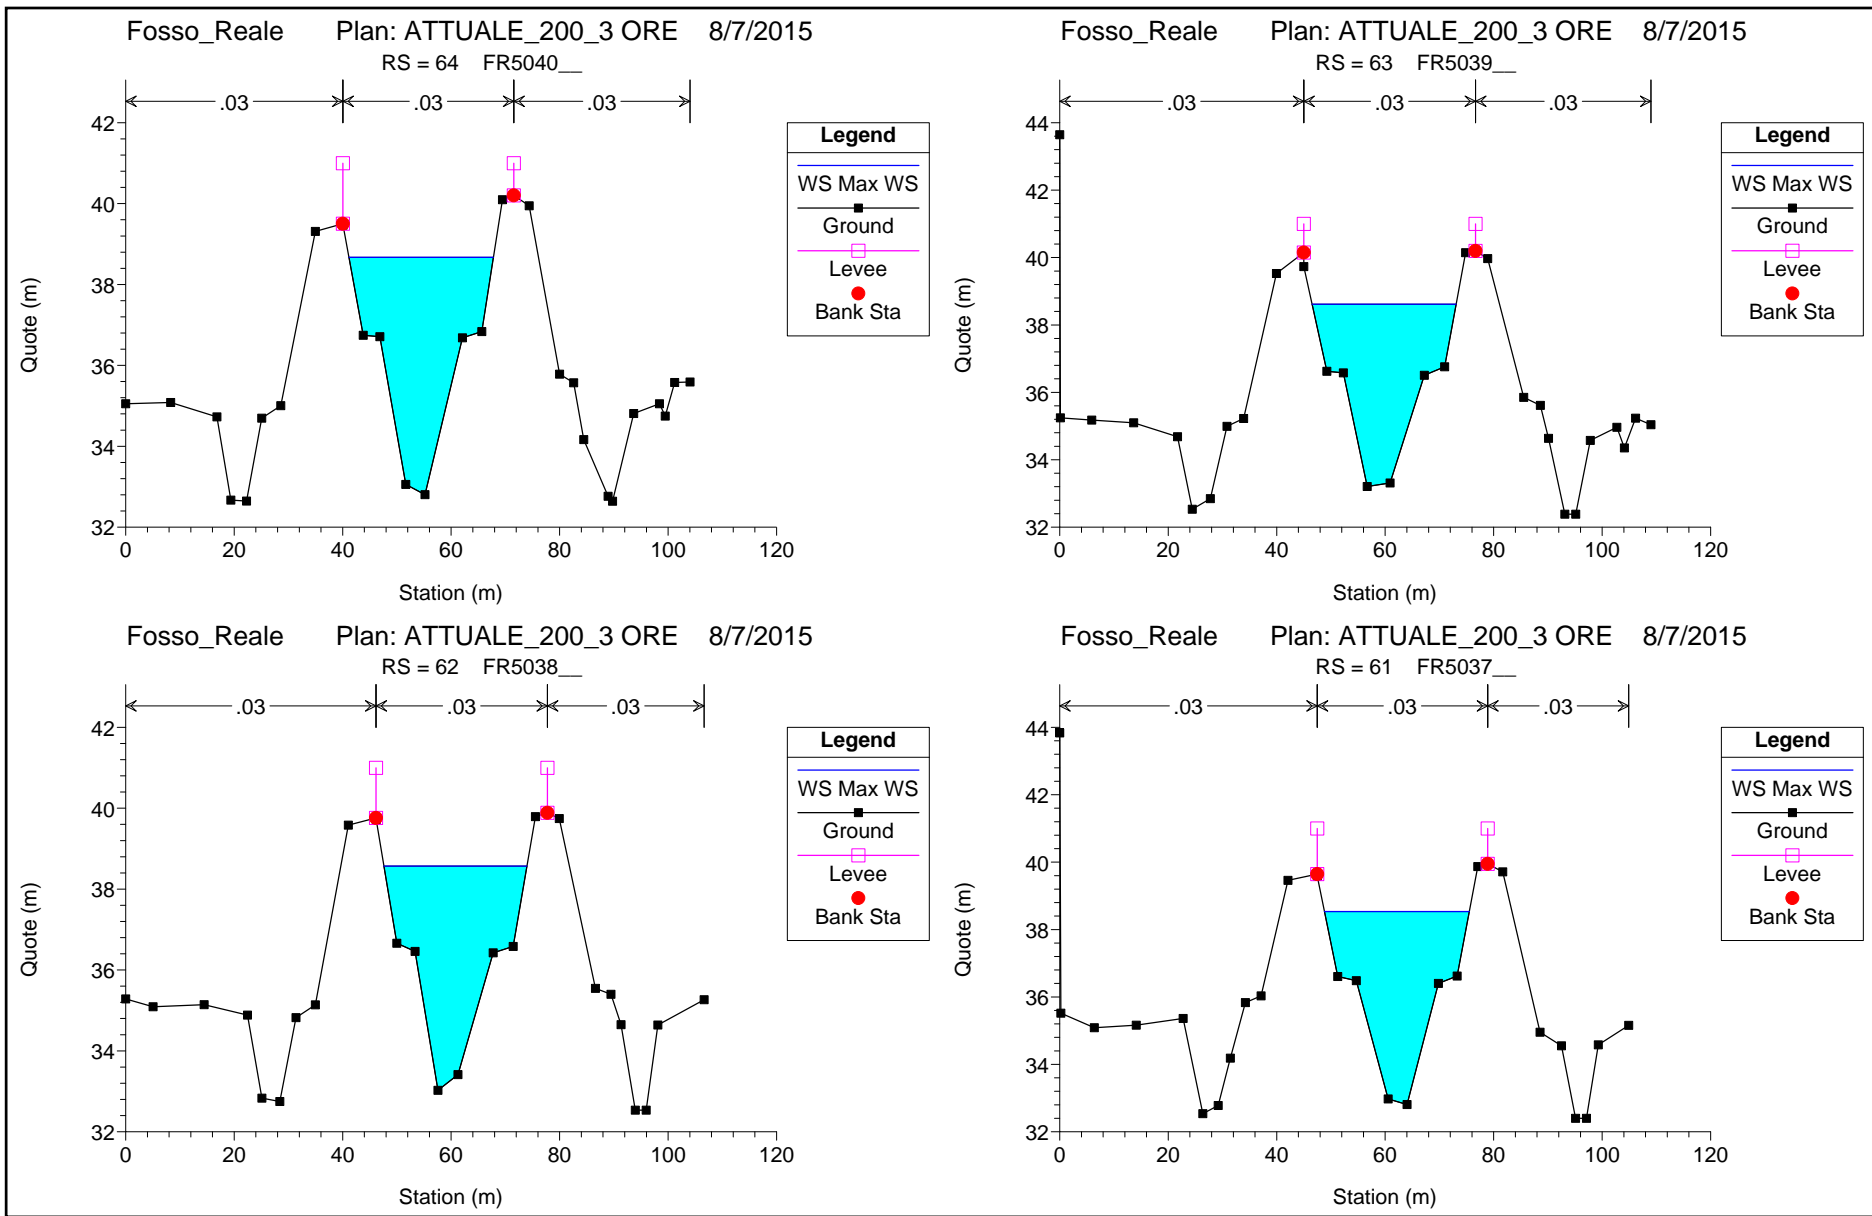 Fosso_Reale Plan: ATTUALE_200_3 ORE 8/7/2015
RS = 64 FR5040__
.03 .03 .03
42
40
38
36
34
32
Quote (m)
0 20 40 60 80 100 120
Station (m)
Legend
WS Max WS
Ground
Levee
Bank Sta
Fosso_Reale Plan: ATTUALE_200_3 ORE 8/7/2015
RS = 63 FR5039__
.03 .03 .03
44
42
40
38
36
34
32
Quote (m)
0 20 40 60 80 100 120
Station (m)
Legend
WS Max WS
Ground
Levee
Bank Sta
Fosso_Reale Plan: ATTUALE_200_3 ORE 8/7/2015
RS = 62 FR5038__
.03 .03 .03
42
40
38
36
34
32
Quote (m)
0 20 40 60 80 100 120
Station (m)
Legend
WS Max WS
Ground
Levee
Bank Sta
Fosso_Reale Plan: ATTUALE_200_3 ORE 8/7/2015
RS = 61 FR5037__
.03 .03 .03
44
42
40
38
36
34
32
Quote (m)
0 20 40 60 80 100 120
Station (m)
Legend
WS Max WS
Ground
Levee
Bank Sta